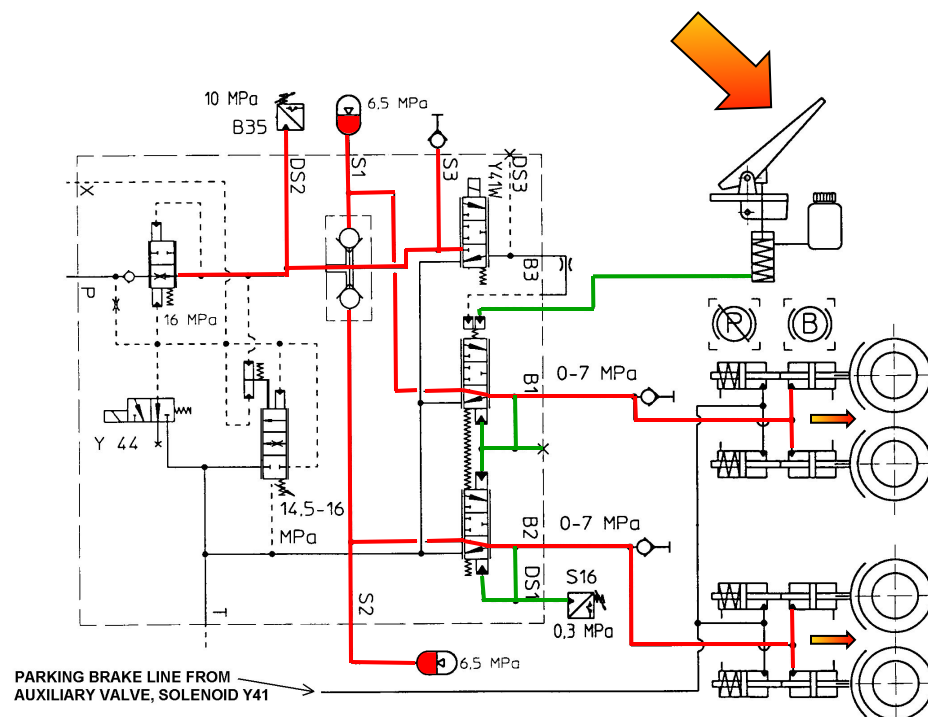 10 MPa
B35
6,5 MPa
DS2
S1
S3
DS3
Y41W
X
P
16 MPa
B3
R
B
0-7 MPa
B1
Y 44
14,5-16
MPa
0-7 MPa
B2
DS1
S16
0,3 MPa
T
S2
6,5 MPa
PARKING BRAKE LINE FROM
AUXILIARY VALVE, SOLENOID Y41